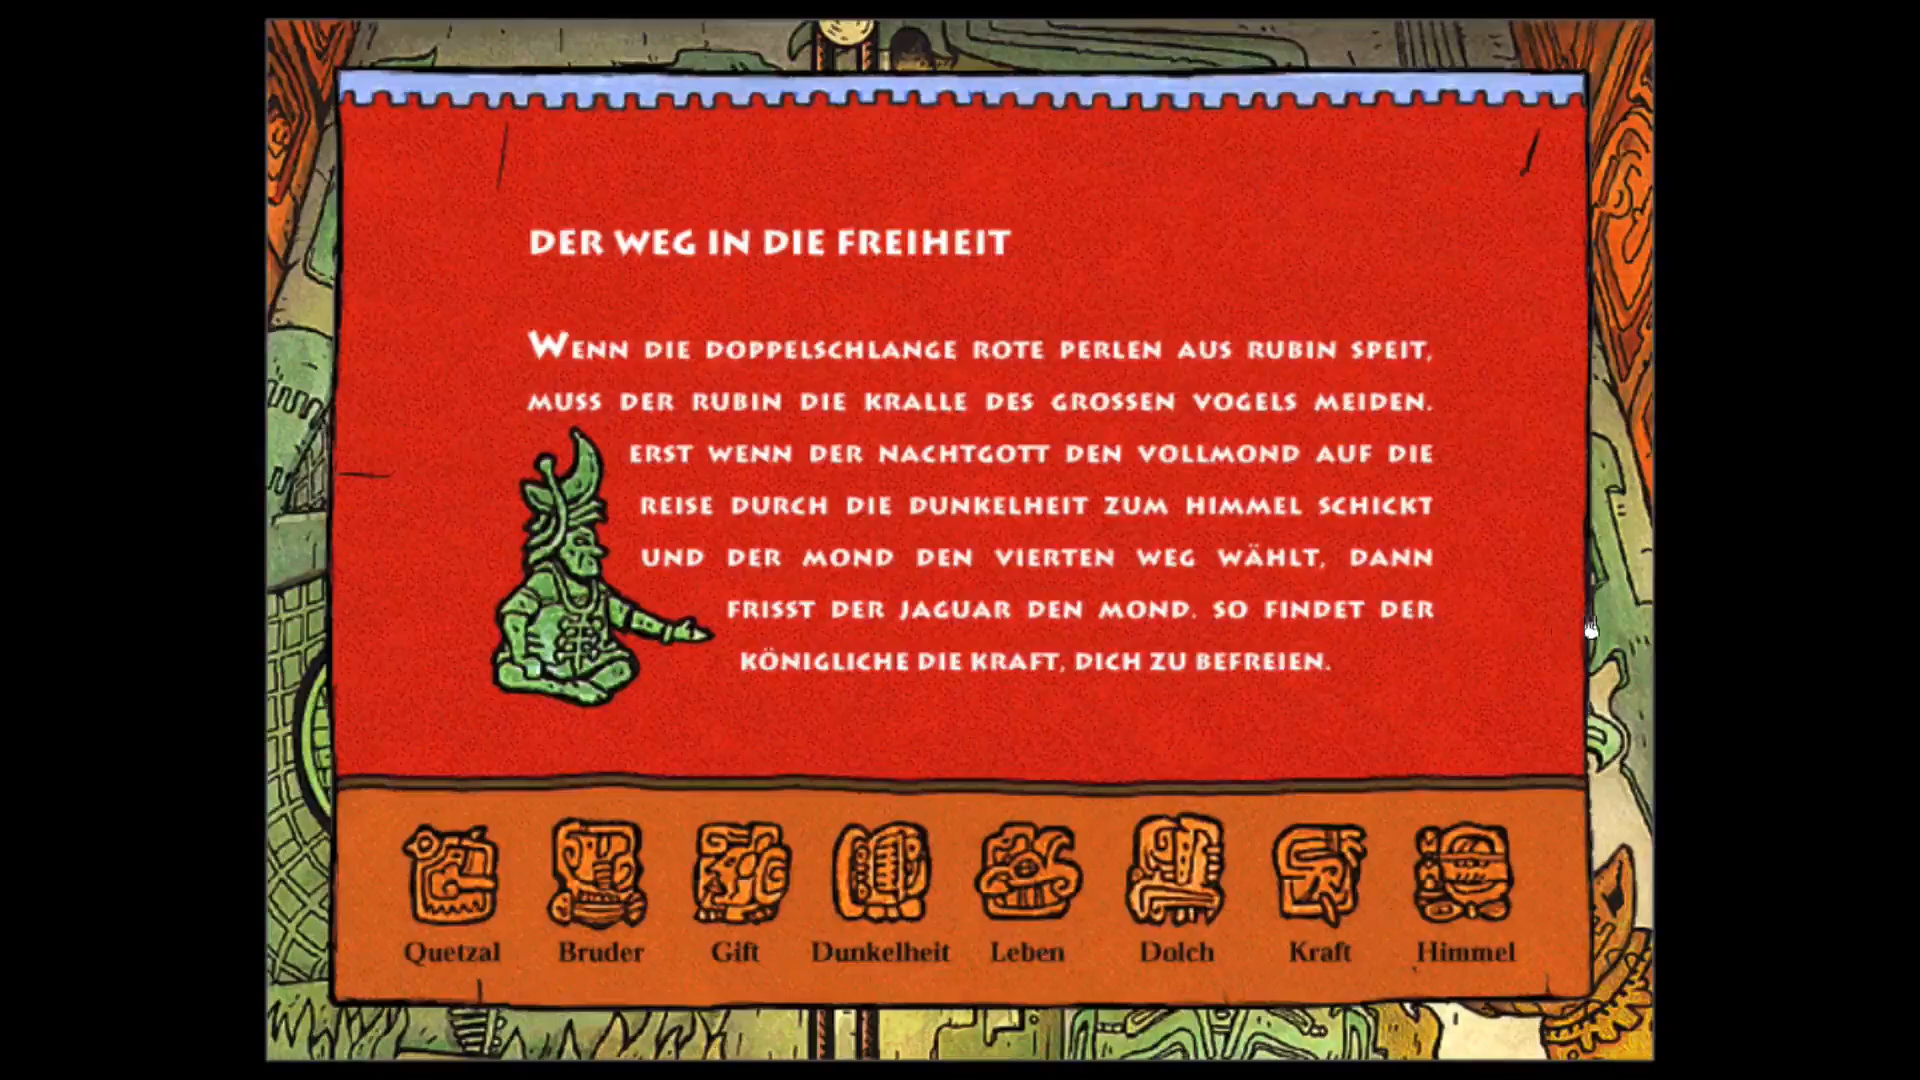 DER WEG IN DIE FREIHEIT
WENN DIE DOPPELSCHLANGE ROTE PERLEN AUS RUBIN SPEIT,
MUSS DER RUBIN DIE KRALLE DES GROSSEN VOGELS MEIDEN.
ERST WENN DER NACHTGOTT DEN VOLLMOND AUF DIE
REISE DURCH DIE DUNKELHEIT ZUM HIMMEL SCHICKT
UND DER MOND DEN VIERTEN WEG WÄHLT, DANN
FRISST DER JAGUAR DEN MOND. SO FINDET DER
KÖNIGLICHE DIE KRAFT, DICH ZU BEFREIEN.
Quetzal Bruder Gift Dunkelheit Leben Dolch Kraft Himmel